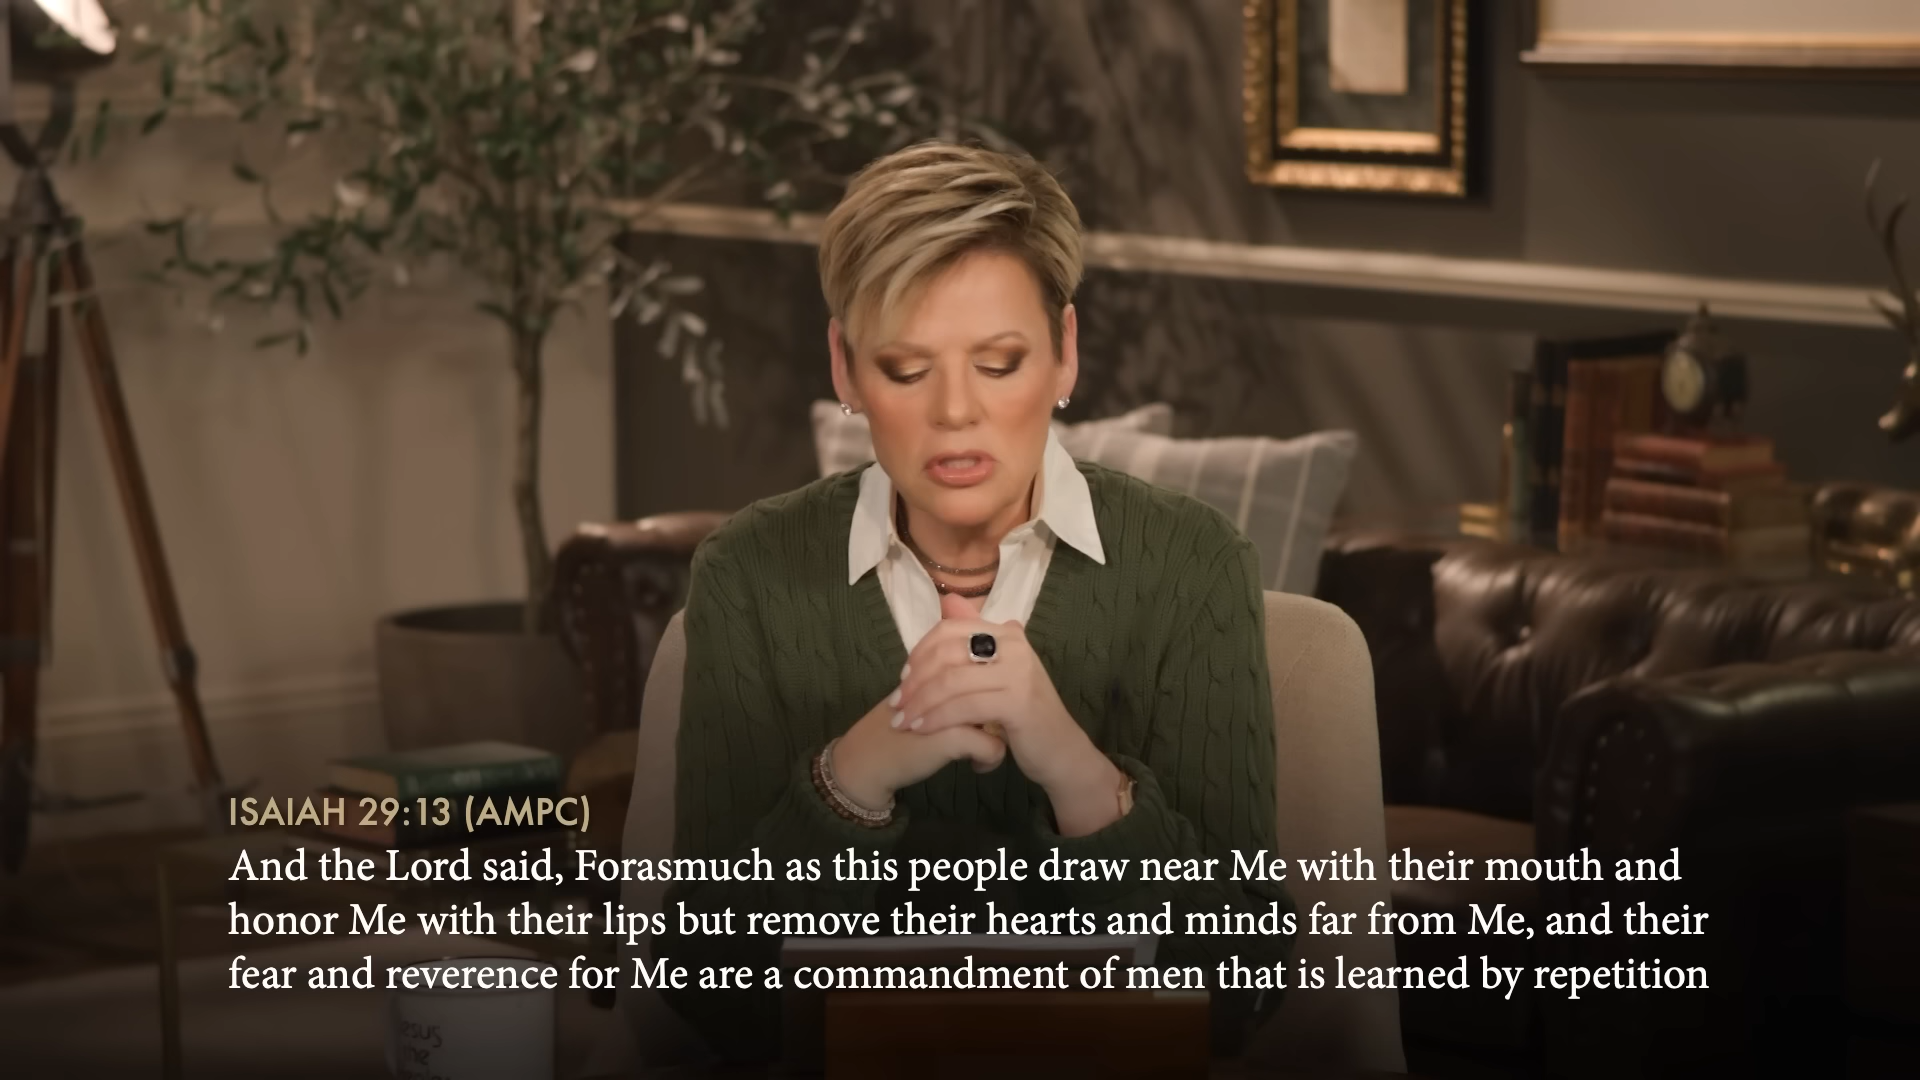 ISAIAH 29:13 (AMPC)
And the Lord said, Forasmuch as this people draw near Me with their mouth and
honor Me with their lips but remove their hearts and minds far from Me, and their
fear and reverence for Me are a commandment of men that is learned by repetition